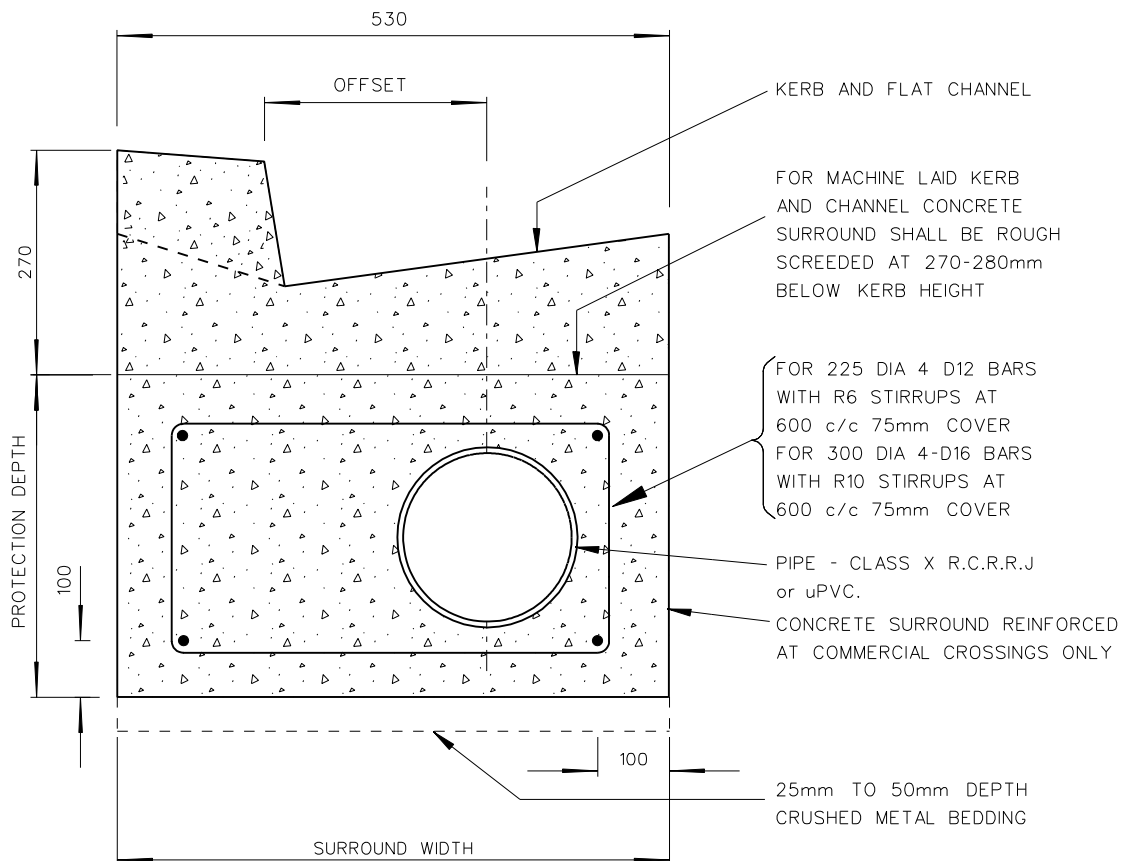 530
OFFSET
KERB AND FLAT CHANNEL
FOR MACHINE LAID KERB
AND CHANNEL CONCRETE
SURROUND SHALL BE ROUGH
SCREEDED AT 270-280mm
BELOW KERB HEIGHT
270
FOR 225 DIA 4 D12 BARS
WITH R6 STIRRUPS AT
600 c/c 75mm COVER
FOR 300 DIA 4-D16 BARS
WITH R10 STIRRUPS AT
600 c/c 75mm COVER
PROTECTION DEPTH
100
PIPE - CLASS X R.C.R.R.J
or uPVC.
CONCRETE SURROUND REINFORCED
AT COMMERCIAL CROSSINGS ONLY
100
25mm TO 50mm DEPTH
CRUSHED METAL BEDDING
SURROUND WIDTH